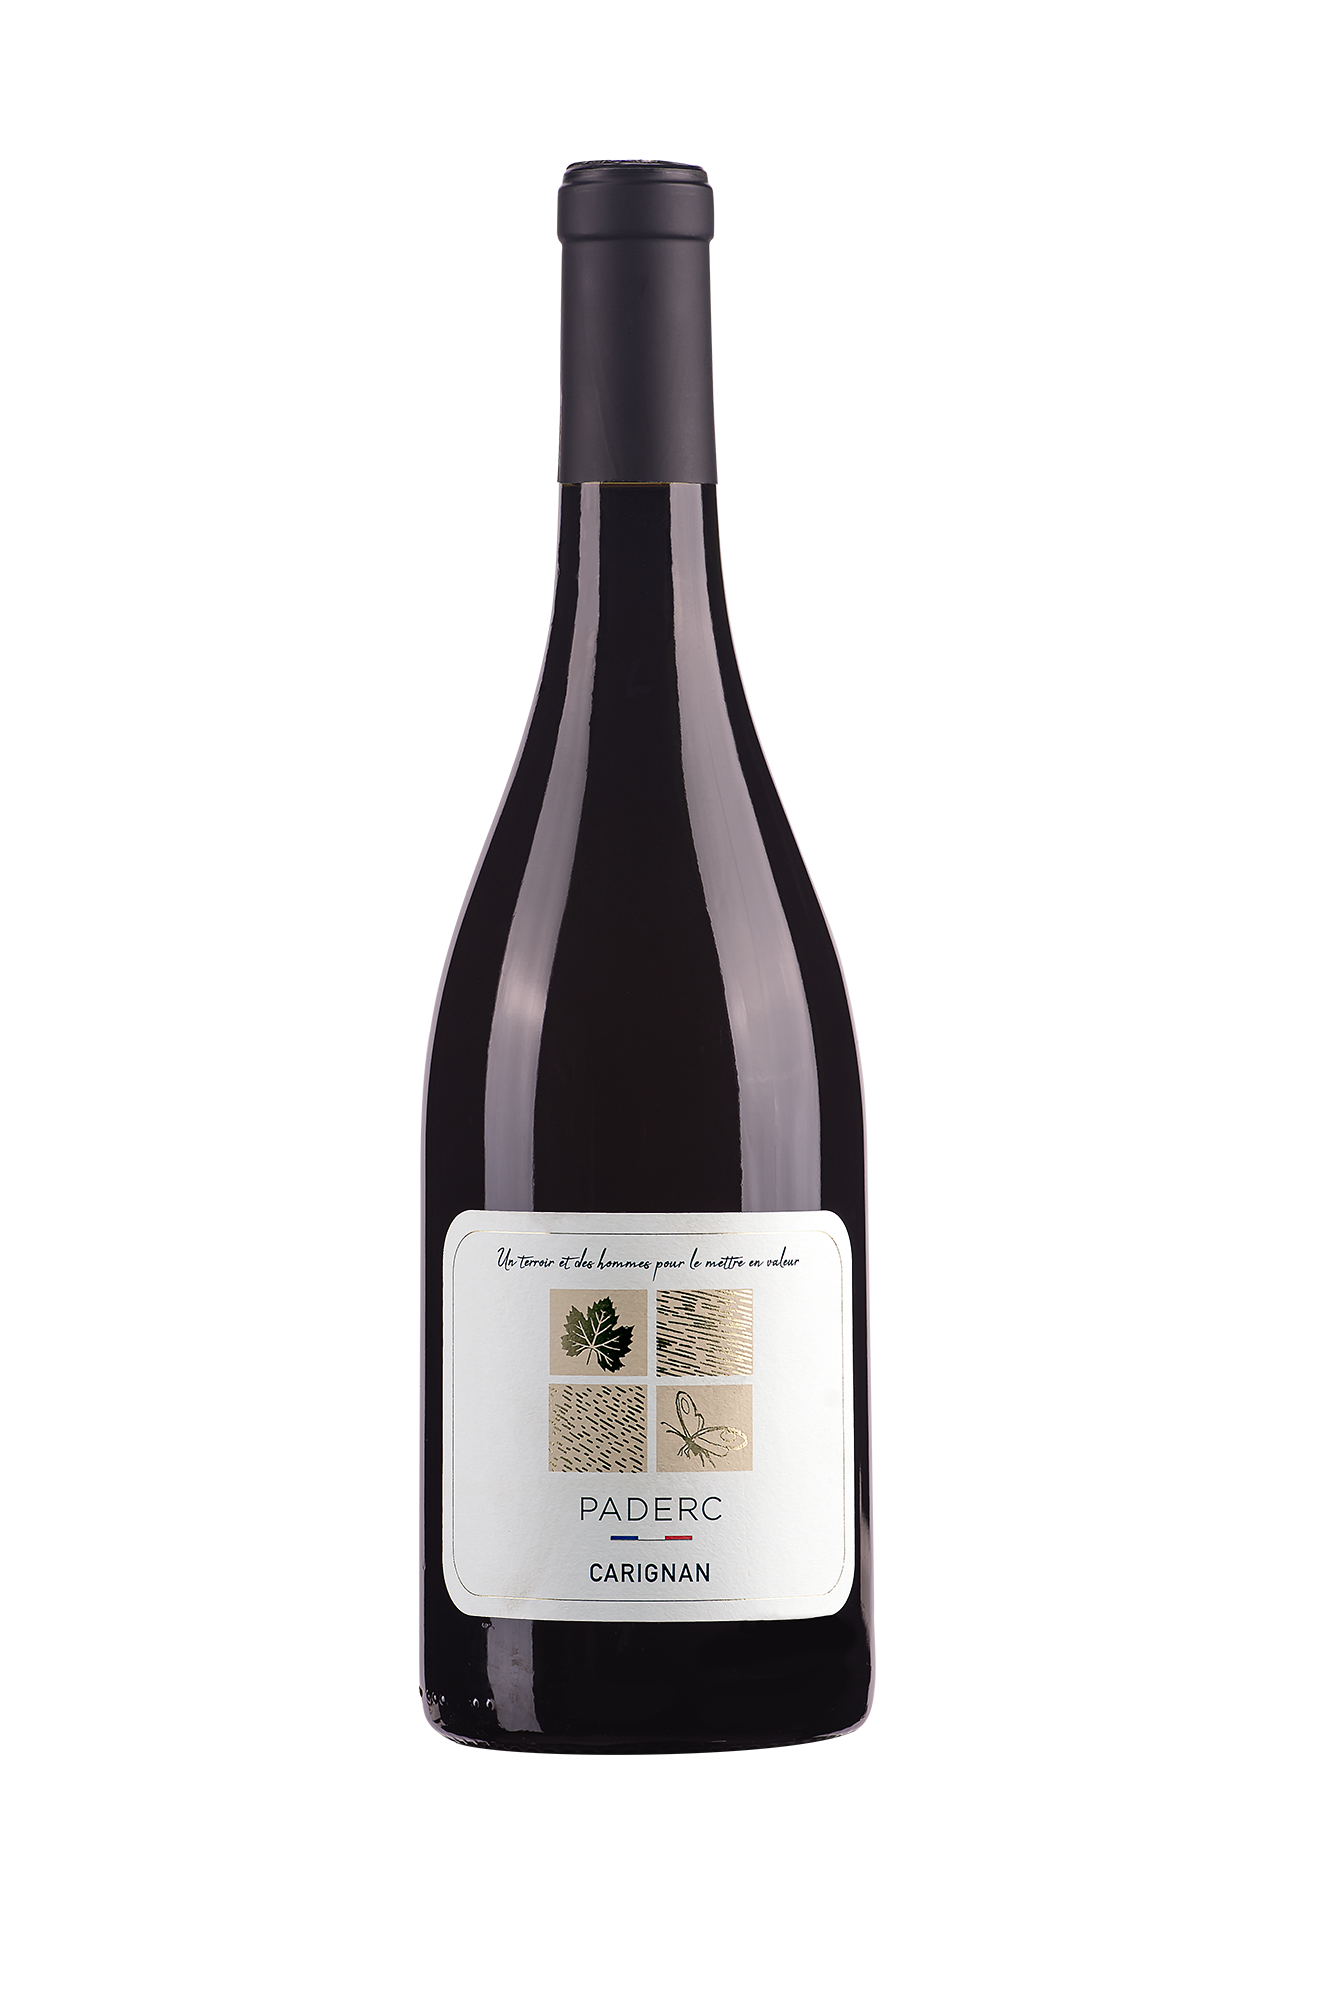 Un terroir et des hommes pour le mettre en valeur
PADERC
CARIGNAN